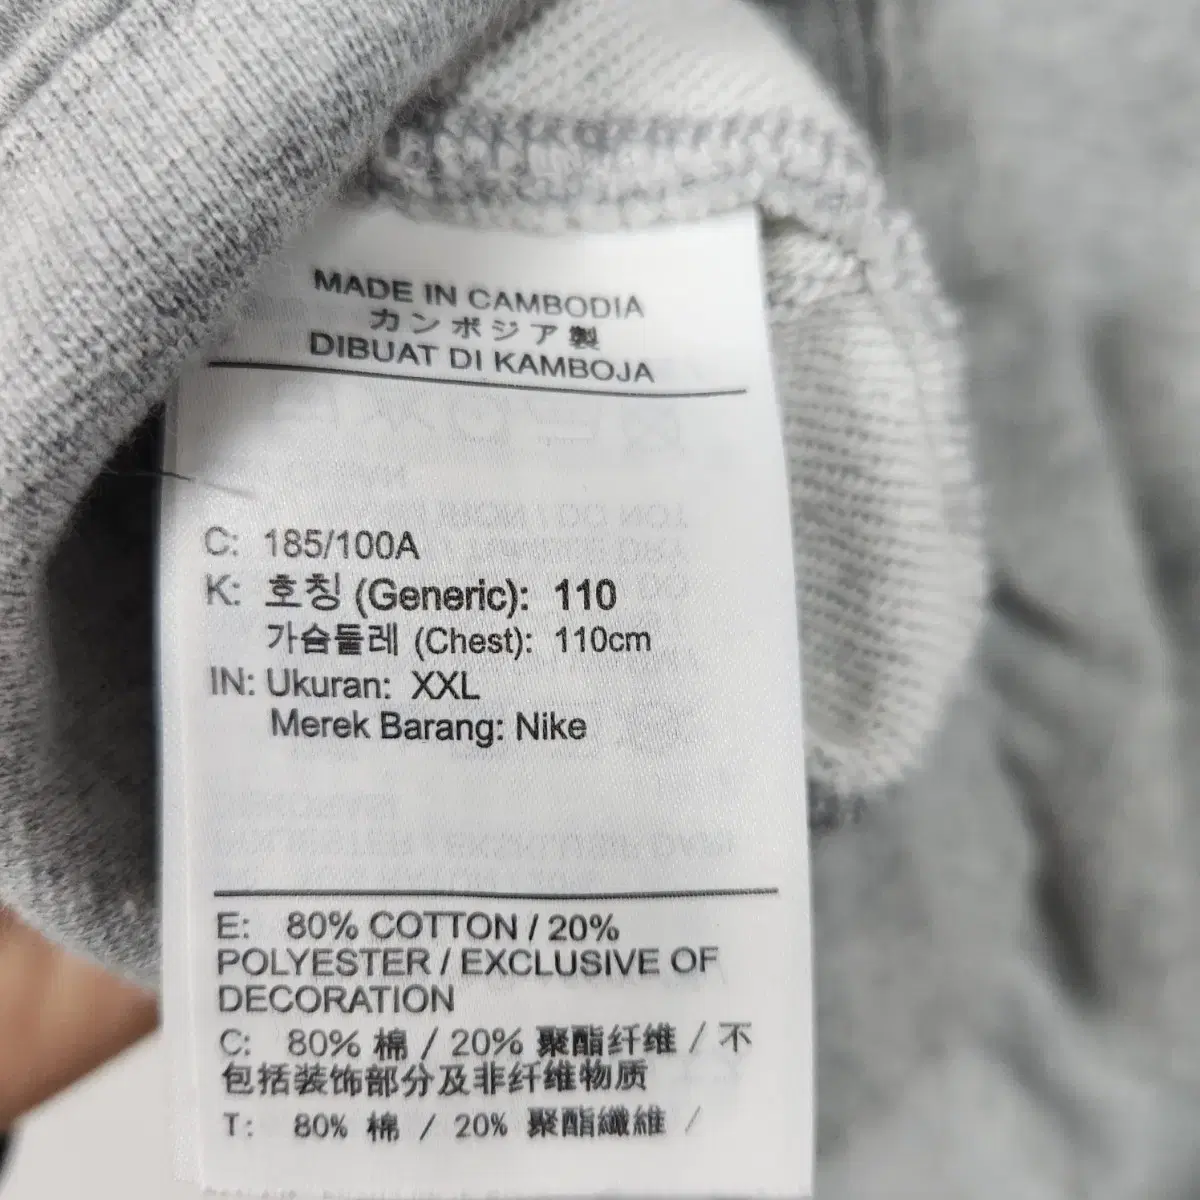 MADE IN CAMBODIA
カンボジア製
DIBUAT DI KAMBOJA
C: 185/100A
K: 호칭 (Generic): 110
가슴둘레 (Chest): 110cm
IN: Ukuran: XXL
Merek Barang: Nike
E: 80% COTTON / 20%
POLYESTER / EXCLUSIVE OF
DECORATION
C: 80% 棉 / 20% 聚酯纤维 / 不
包括装饰部分及非纤维物质
T: 80% 棉 / 20% 聚酯纖維 /